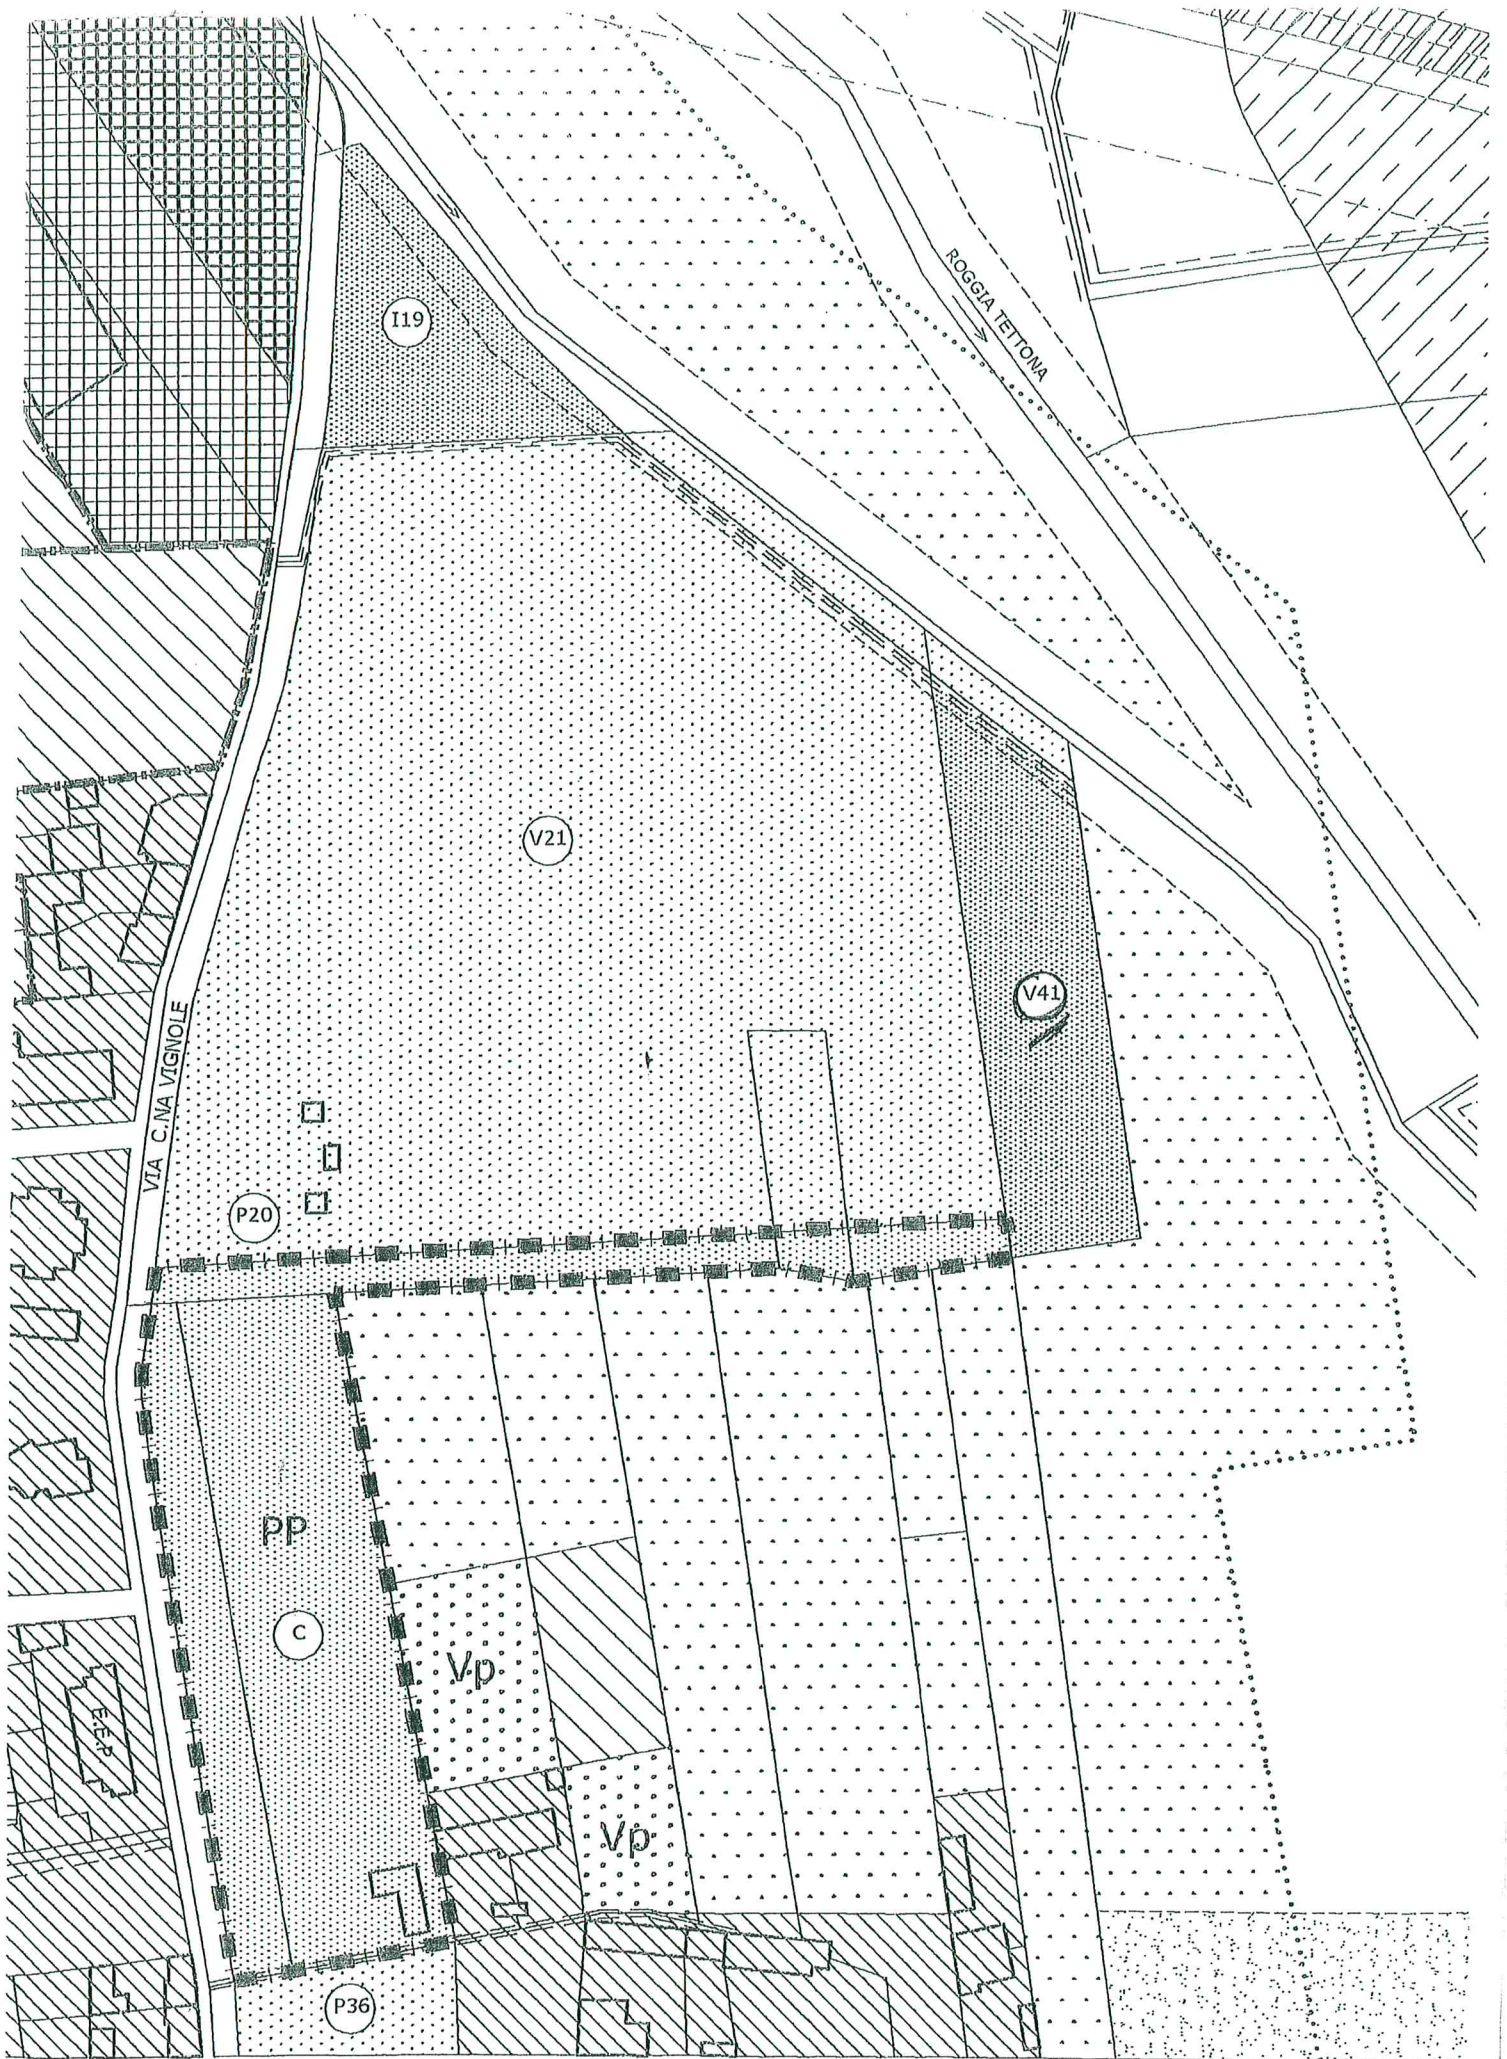 I19
ROGGIA TETTONA
V21
V41
VIA C.NA VIGNOLE
P20
PP
C
Vp
E.E.P
Vp
P36